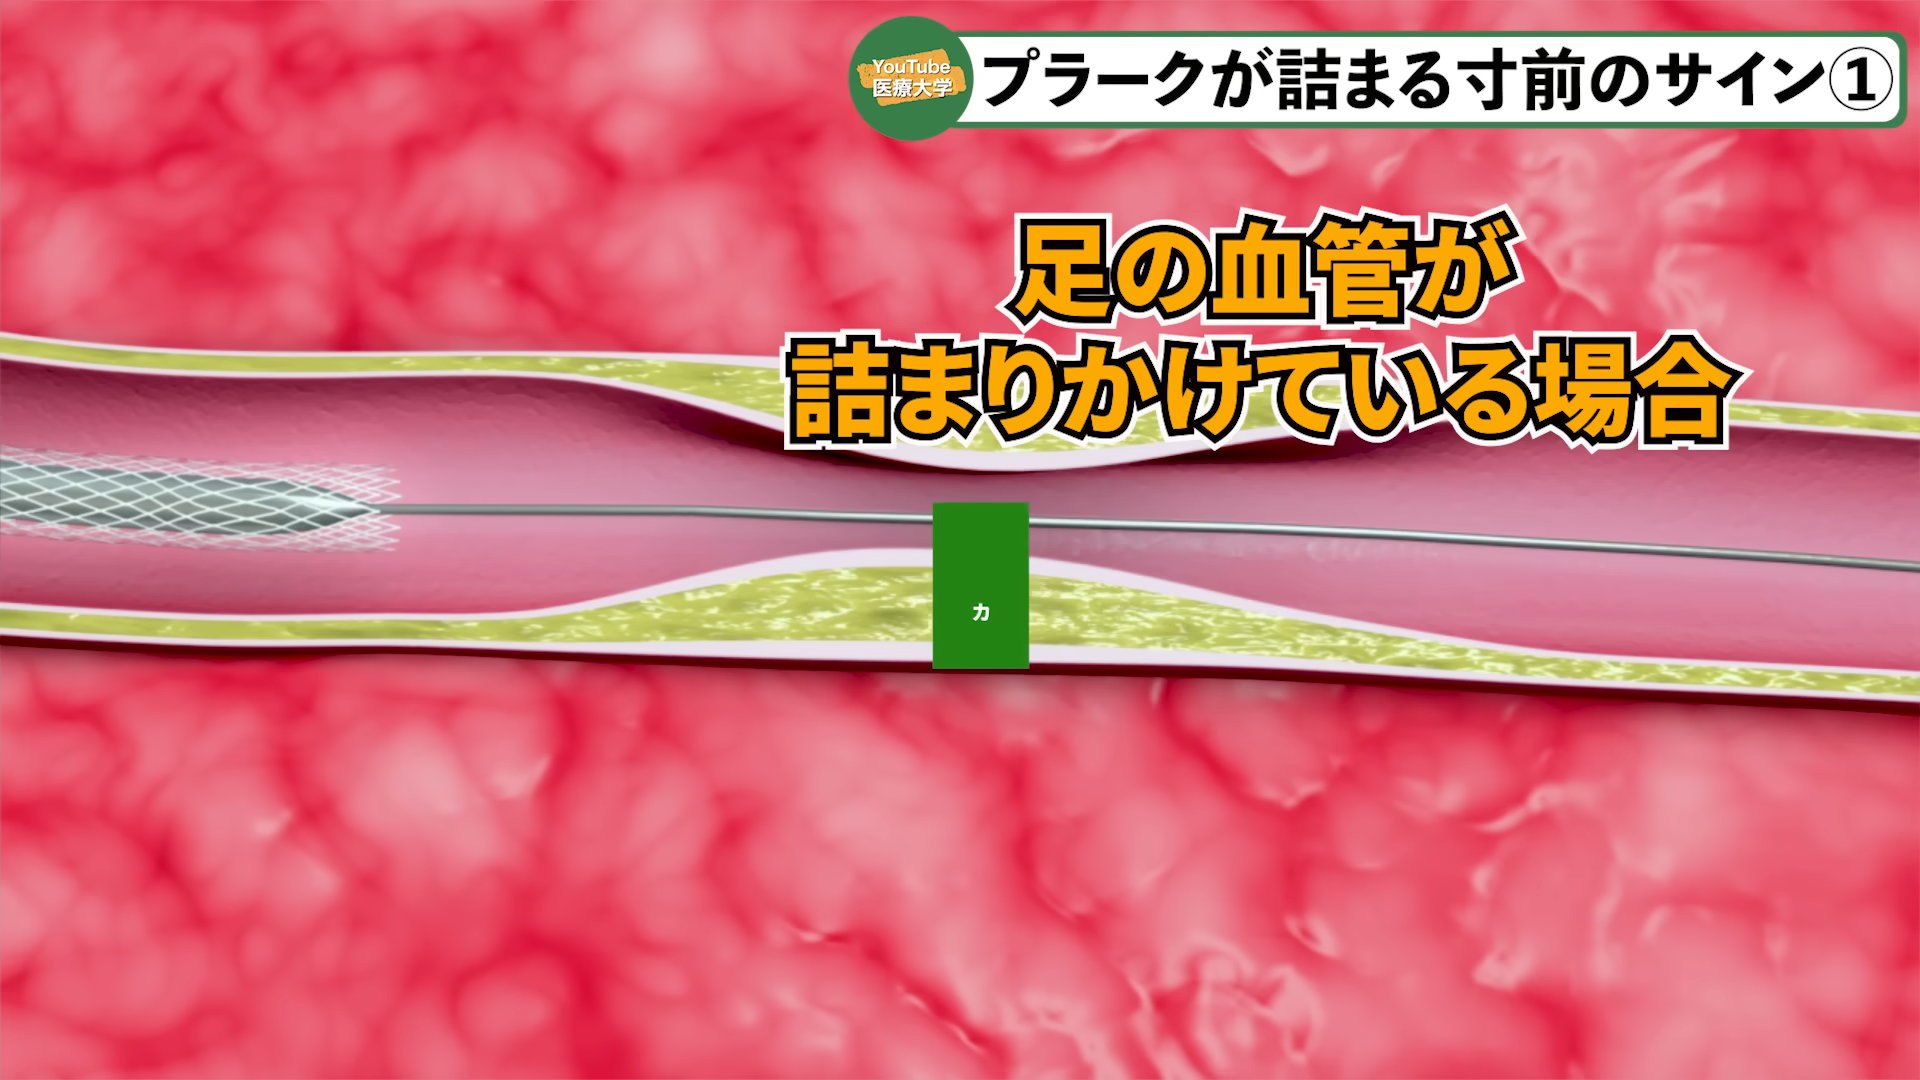 YouTube
医療大学
プラークが詰まる寸前のサイン①
足の血管が
詰まりかけている場合
カ